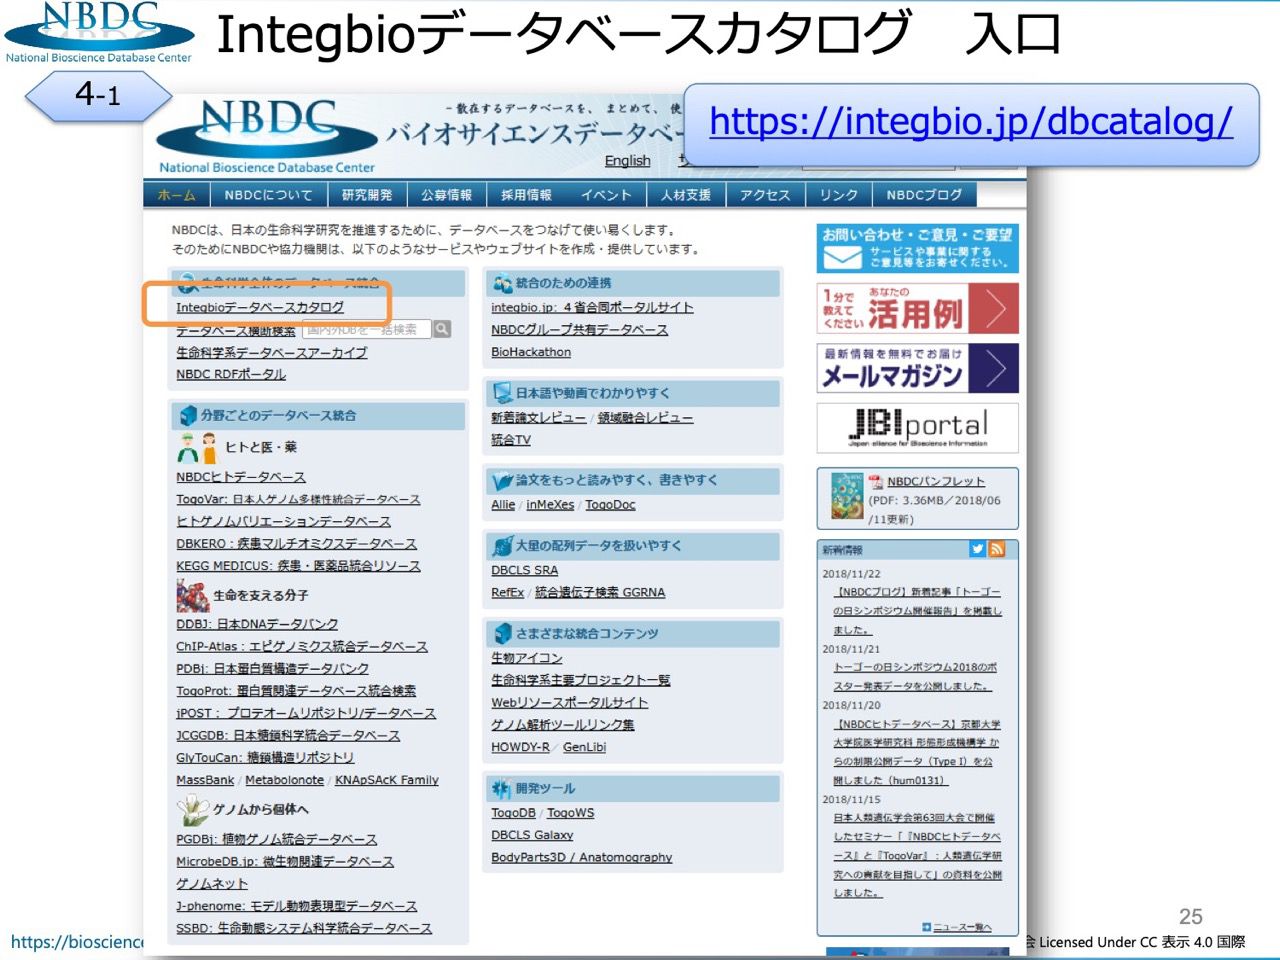 NBDC
National Bioscience Database Center
Integbioデータベースカタログ　入口
4-1
https://integbio.jp/dbcatalog/
NBDC
National Bioscience Database Center
- 散在するデータベースを、まとめて、使
バイオサイエンスデータベ
English
ホーム
NBDCについて
研究開発
公募情報
採用情報
イベント
人材支援
アクセス
リンク
NBDCブログ
NBDCは、日本の生命科学研究を推進するために、データベースをつなげて使い易くします。
そのためにNBDCや協力機関は、以下のようなサービスやウェブサイトを作成・提供しています。
生命科学全体のデータベース統合
Integbioデータベースカタログ
データベース横断検索 国内外DBを一括検索
生命科学系データベースアーカイブ
NBDC RDFポータル
分野ごとのデータベース統合
ヒトと医・薬
NBDCヒトデータベース
TogoVar: 日本人ゲノム多様性統合データベース
ヒトゲノムバリエーションデータベース
DBKERO：疾患マルチオミクスデータベース
KEGG MEDICUS: 疾患・医薬品統合リソース
生命を支える分子
DDBJ: 日本DNAデータバンク
ChIP-Atlas：エピゲノミクス統合データベース
PDBj: 日本蛋白質構造データバンク
TogoProt: 蛋白質関連データベース統合検索
jPOST： プロテオームリポジトリ/データベース
JCGGDB: 日本糖鎖科学統合データベース
GlyTouCan: 糖鎖構造リポジトリ
MassBank / Metabolonote / KNApSAcK Family
ゲノムから個体へ
PGDBj: 植物ゲノム統合データベース
MicrobeDB.jp: 微生物関連データベース
ゲノムネット
J-phenome: モデル動物表現型データベース
SSBD: 生命動態システム科学統合データベース
統合のための連携
integbio.jp: ４省合同ポータルサイト
NBDCグループ共有データベース
BioHackathon
日本語や動画でわかりやすく
新着論文レビュー / 領域融合レビュー
統合TV
論文をもっと読みやすく、書きやすく
Allie / inMeXes / TogoDoc
大量の配列データを扱いやすく
DBCLS SRA
RefEx / 統合遺伝子検索 GGRNA
さまざまな統合コンテンツ
生物アイコン
生命科学系主要プロジェクト一覧
Webリソースポータルサイト
ゲノム解析ツールリンク集
HOWDY-R / GenLibi
開発ツール
TogoDB / TogoWS
DBCLS Galaxy
BodyParts3D / Anatomography
お問い合わせ・ご意見・ご要望
サービスや事業に関する
ご意見等をお寄せください。
1分で
教えて
ください
あなたの
活用例
最新情報を無料でお届け
メールマガジン
JBIportal
Japan alliance for Bioscience Information
NBDCパンフレット
(PDF: 3.36MB／2018/06
/11更新)
新着情報
2018/11/22
【NBDCブログ】新着記事「トーゴー
の日シンポジウム開催報告」を掲載し
ました。
2018/11/21
トーゴーの日シンポジウム2018のポ
スター発表データを公開しました。
2018/11/20
【NBDCヒトデータベース】京都大学
大学院医学研究科 形態形成機構学 か
らの制限公開データ（Type I）を公
開しました（hum0131）
2018/11/15
日本人類遺伝学会第63回大会で開催
したセミナー「『NBDCヒトデータベ
ース』と『TogoVar』：人類遺伝学研
究への貢献を目指して」の資料を公開
しました。
ニュース一覧へ
25
https://bioscience
会 Licensed Under CC 表示 4.0 国際